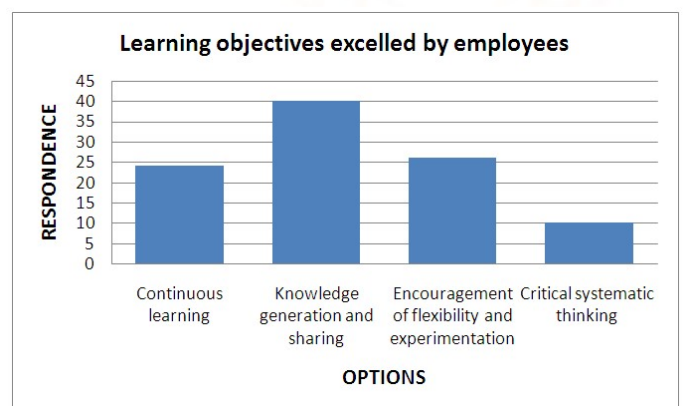 Learning objectives excelled by employees
RESPONDENCE
45
40
35
30
25
20
15
10
5
0
Continuous
learning
Knowledge
generation and
sharing
Encouragement
of flexibility and
experimentation
Critical systematic
thinking
OPTIONS